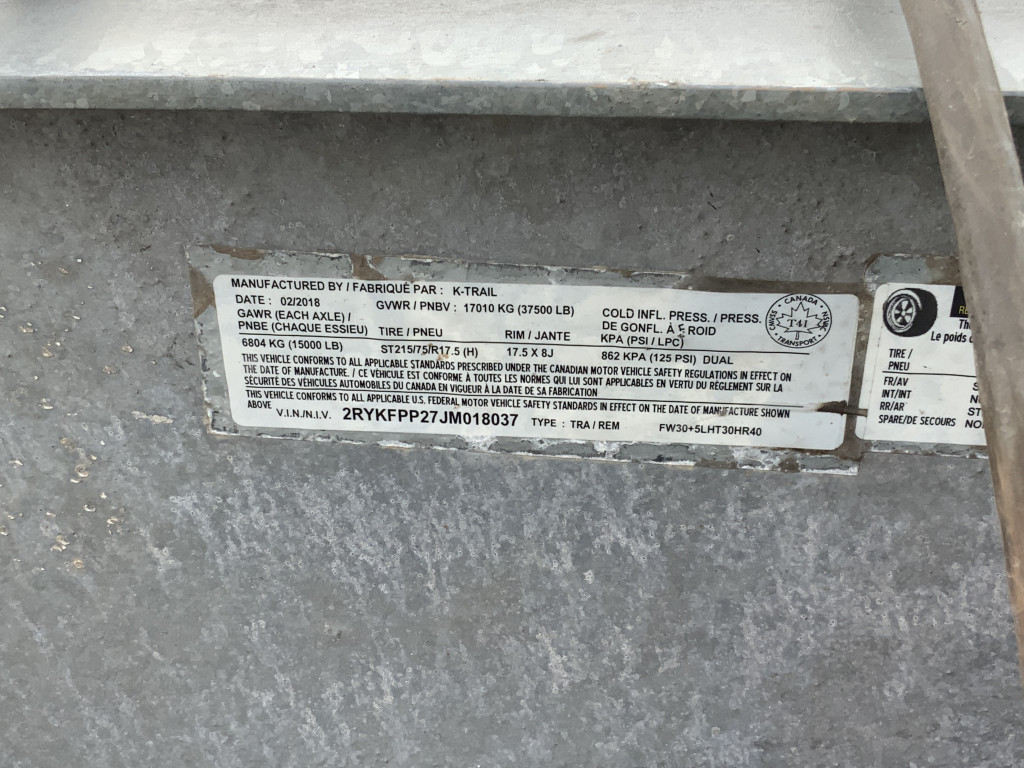 MANUFACTURED BY / FABRIQUÉ PAR : K-TRAIL
DATE : 02/2018 GVWR / PNBV : 17010 KG (37500 LB)
GAWR (EACH AXLE) /
PNBE (CHAQUE ESSIEU) TIRE / PNEU RIM / JANTE
COLD INFL. PRESS. / PRESS.
DE GONFL. À FROID
KPA (PSI / LPC)
6804 KG (15000 LB) ST215/75/R17.5 (H) 17.5 X 8J 862 KPA (125 PSI) DUAL
THIS VEHICLE CONFORMS TO ALL APPLICABLE STANDARDS PRESCRIBED UNDER THE CANADIAN MOTOR VEHICLE SAFETY REGULATIONS IN EFFECT ON
THE DATE OF MANUFACTURE. / CE VÉHICULE EST CONFORME À TOUTES LES NORMES QUI LUI SONT APPLICABLES EN VERTU DU RÈGLEMENT SUR LA
SÉCURITÉ DES VÉHICULES AUTOMOBILES DU CANADA EN VIGUEUR À LA DATE DE SA FABRICATION
THIS VEHICLE CONFORMS TO ALL APPLICABLE U.S. FEDERAL MOTOR VEHICLE SAFETY STANDARDS IN EFFECT ON THE DATE OF MANUFACTURE SHOWN
ABOVE
V.I.N./N.I.V. 2RYKFPP27JM018037 TYPE : TRA / REM FW30+5LHT30HR40
CANADA
TRANSPORT
T41
Le poids
TIRE /
PNEU
FR/AV
INT/INT
RR/AR ST
SPARE/DE SECOURS